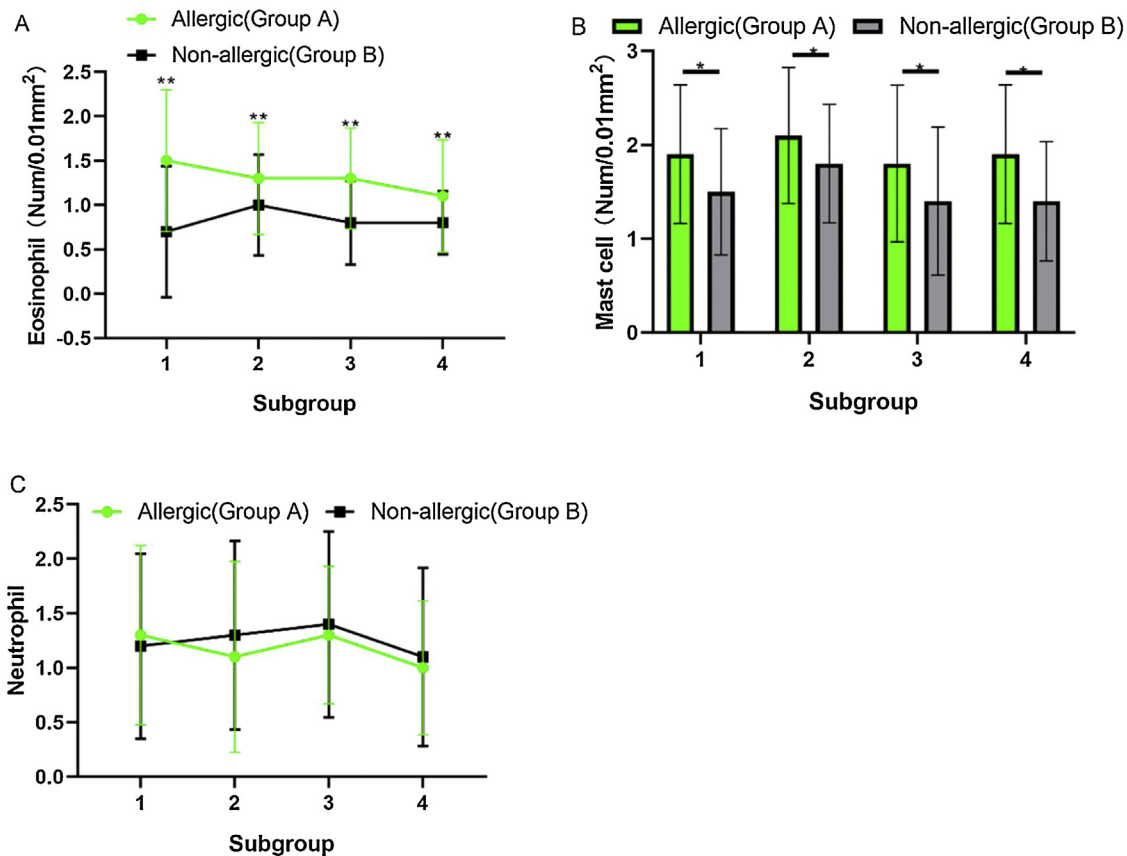 A
Allergic(Group A)
Non-allergic(Group B)
Eosinophil（Num/0.01mm²）
2.5
2.0
1.5
1.0
0.5
0.0
-0.5
**
**
**
**
1 2 3 4
Subgroup
B
Allergic(Group A) Non-allergic(Group B)
Mast cell（Num/0.01mm²）
3
2
1
0
*
*
*
*
1 2 3 4
Subgroup
C
Allergic(Group A) Non-allergic(Group B)
Neutrophil
2.5
2.0
1.5
1.0
0.5
0.0
1 2 3 4
Subgroup